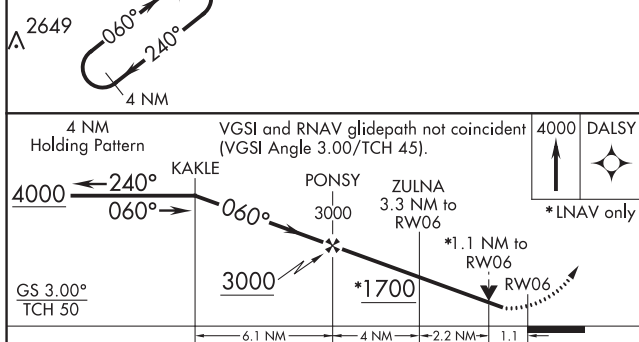 2649
060°
240°
4 NM
4 NM
Holding Pattern
VGSI and RNAV glidepath not coincident
(VGSI Angle 3.00/TCH 45).
4000
DALSY
*LNAV only
KAKLE
4000
240°
060°
060°
PONSY
3000
3000
ZULNA
3.3 NM to
RW06
*1700
*1.1 NM to
RW06
RW06
GS 3.00°
TCH 50
6.1 NM
4 NM
2.2 NM
1.1